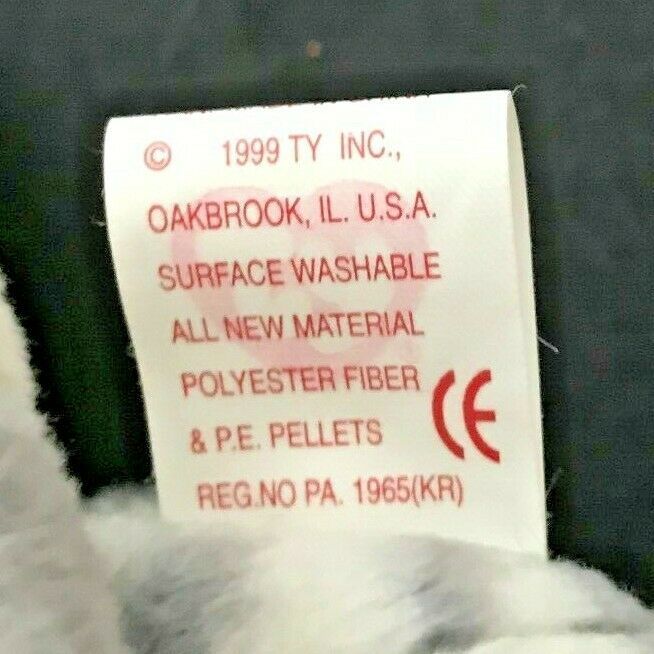 © 1999 TY INC.,
OAKBROOK, IL. U.S.A.
SURFACE WASHABLE
ALL NEW MATERIAL
POLYESTER FIBER
& P.E. PELLETS
REG.NO PA. 1965(KR)
CE